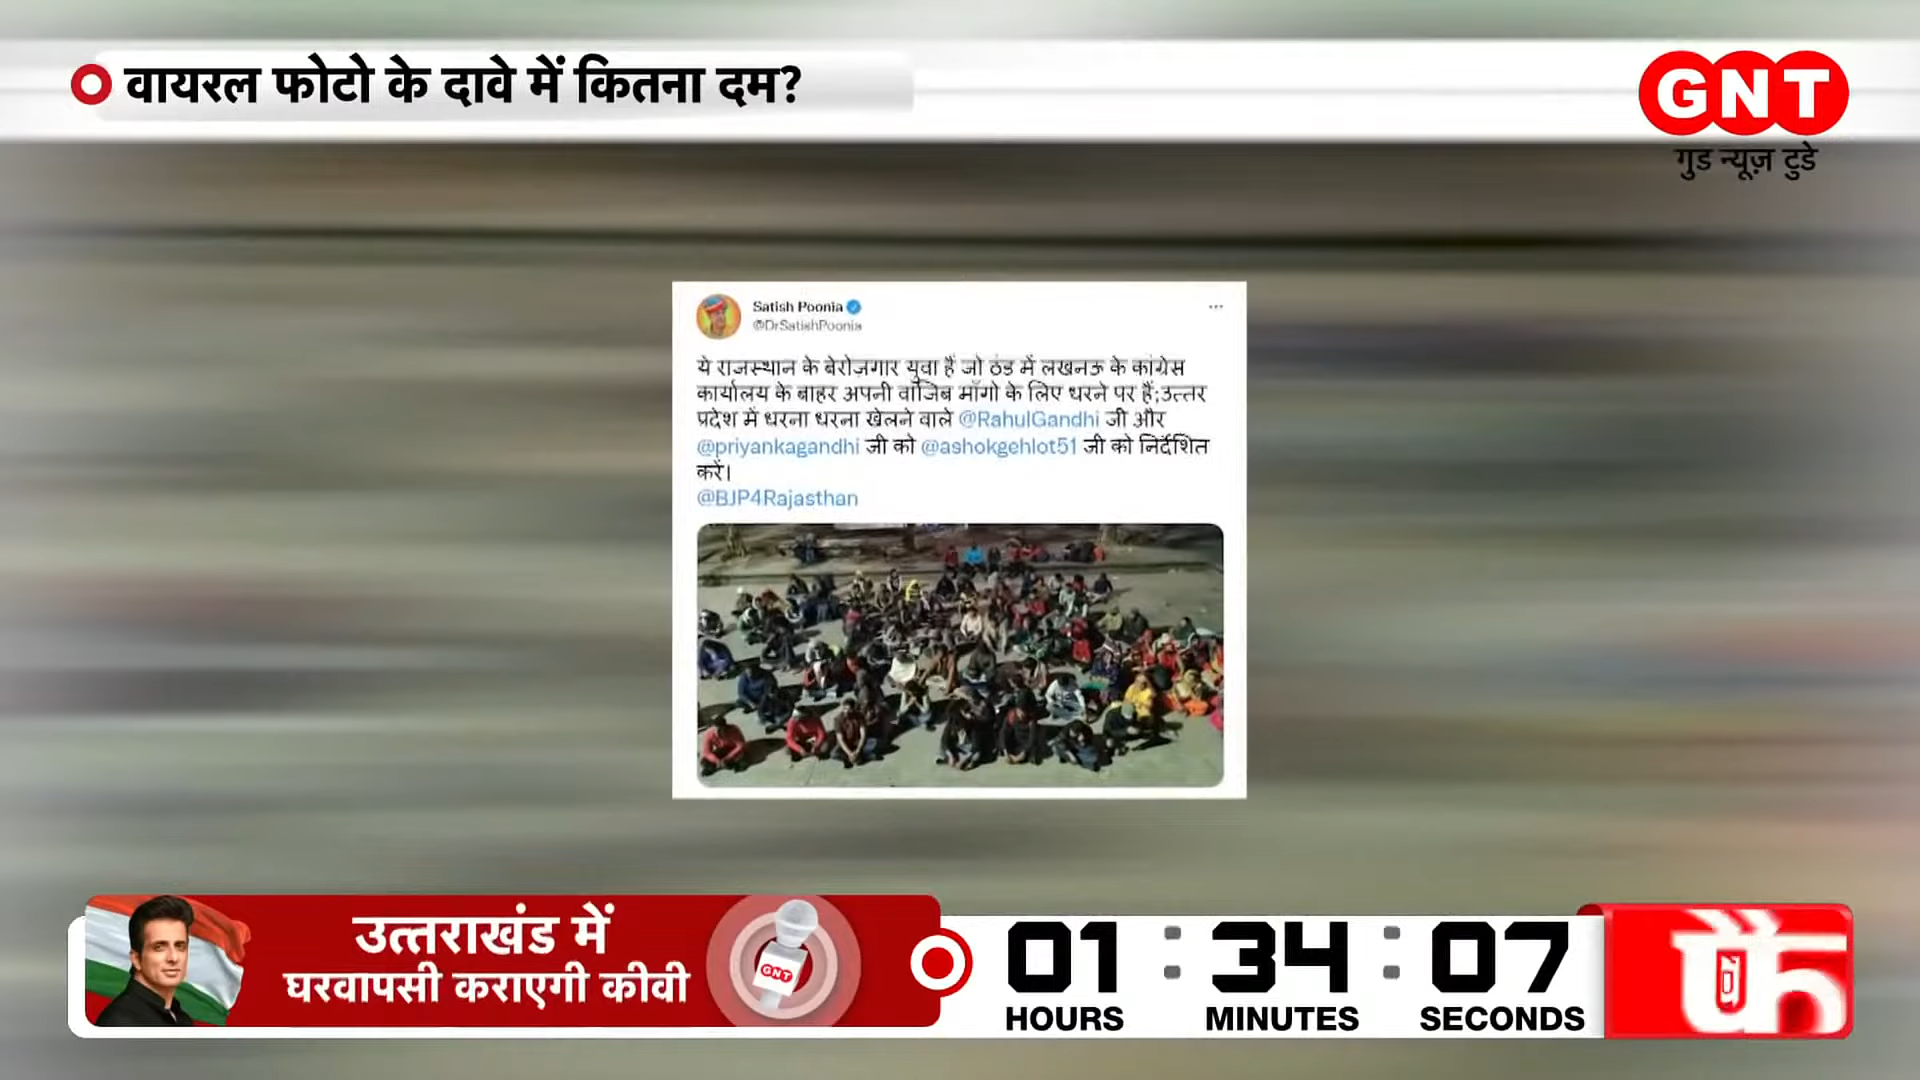 वायरल फोटो के दावे में कितना दम?
GNT
गुड न्यूज़ टुडे
Satish Poonia
@DrSatishPoonia
ये राजस्थान के बेरोज़गार युवा हैं जो ठंड में लखनऊ के कांग्रेस
कार्यालय के बाहर अपनी वाजिब माँगो के लिए धरने पर हैं;उत्तर
प्रदेश में धरना धरना खेलने वाले @RahulGandhi जी और
@priyankagandhi जी को @ashokgehlot51 जी को निर्देशित
करें।
@BJP4Rajasthan
उत्तराखंड में
घरवापसी कराएगी कीवी
GNT
01 : 34 : 07
HOURS MINUTES SECONDS